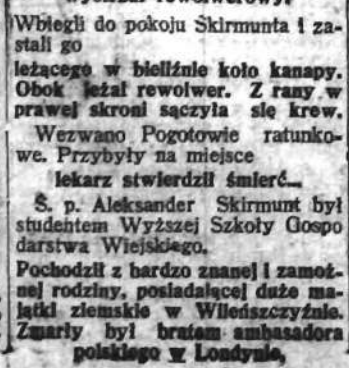 wystrzał rewolwerowy.
Wbiegli do pokoju Skirmunta i za-
stali go
leżącego w bieliźnie koło kanapy.
Obok leżał rewolwer. Z rany w
prawej skroni sączyła się krew.
Wezwano Pogotowie ratunko-
we. Przybyły na miejsce
lekarz stwierdził śmierć...
Ś. p. Aleksander Skirmunt był
studentem Wyższej Szkoły Gospo
darstwa Wiejskiego.
Pochodził z bardzo znanej i zamoż-
nej rodziny, posiadającej duże ma-
jątki ziemskie w Wileńszczyźnie.
Zmarły był bratem ambasadora
polskiego w Londynie,